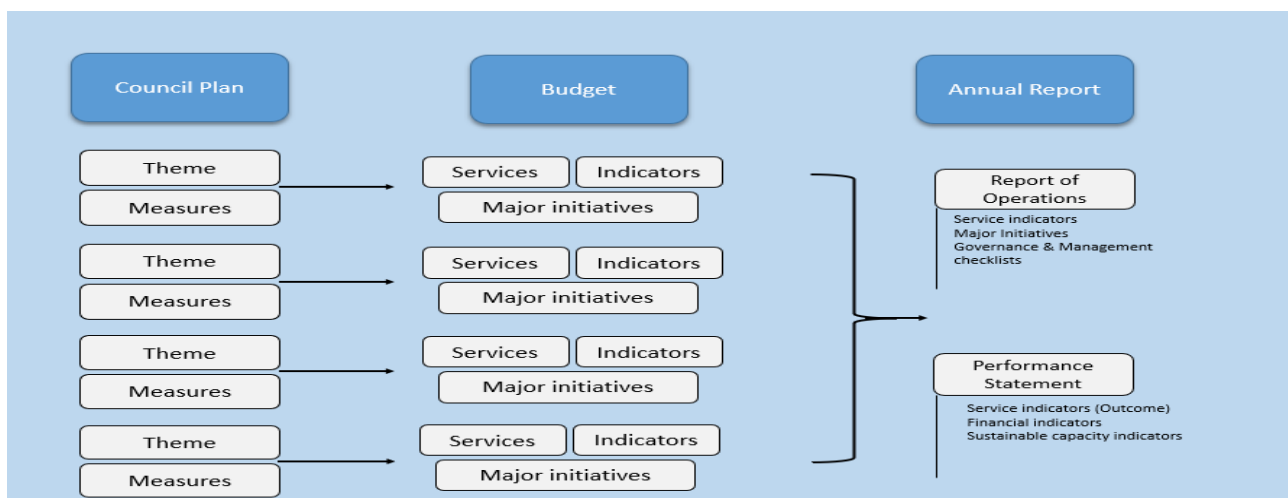 Council Plan
Budget
Annual Report
Theme
Measures
Services
Indicators
Major initiatives
Theme
Measures
Services
Indicators
Major initiatives
Theme
Measures
Services
Indicators
Major initiatives
Theme
Measures
Services
Indicators
Major initiatives
Report of
Operations
Service indicators
Major Initiatives
Governance & Management
checklists
Performance
Statement
Service indicators (Outcome)
Financial indicators
Sustainable capacity indicators